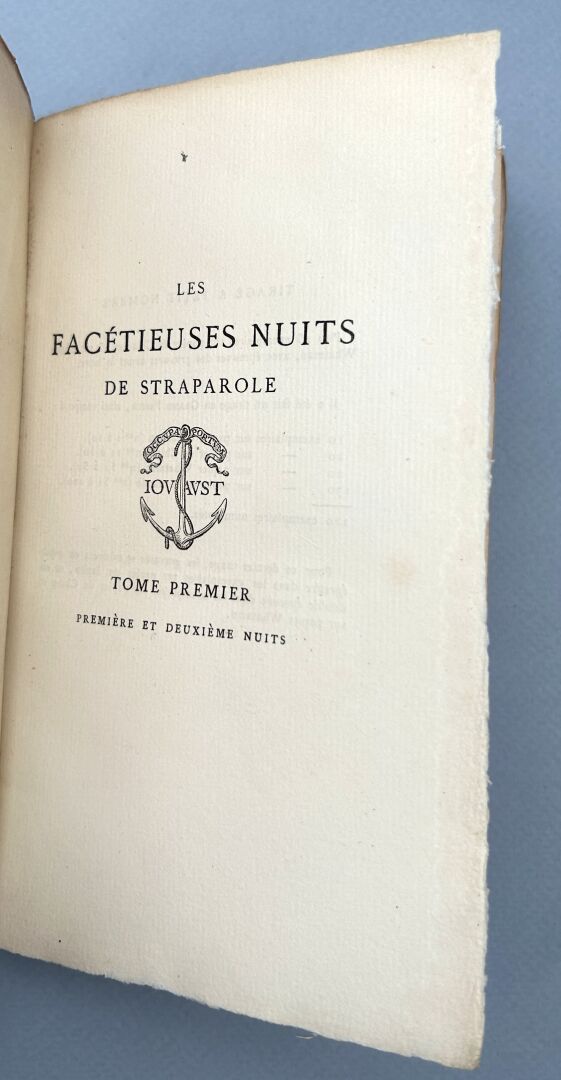 LES
FACÉTIEUSES NUITS
DE STRAPAROLE
OCCVPA PORTVM
IOVAVST
TOME PREMIER
PREMIÈRE ET DEUXIÈME NUITS